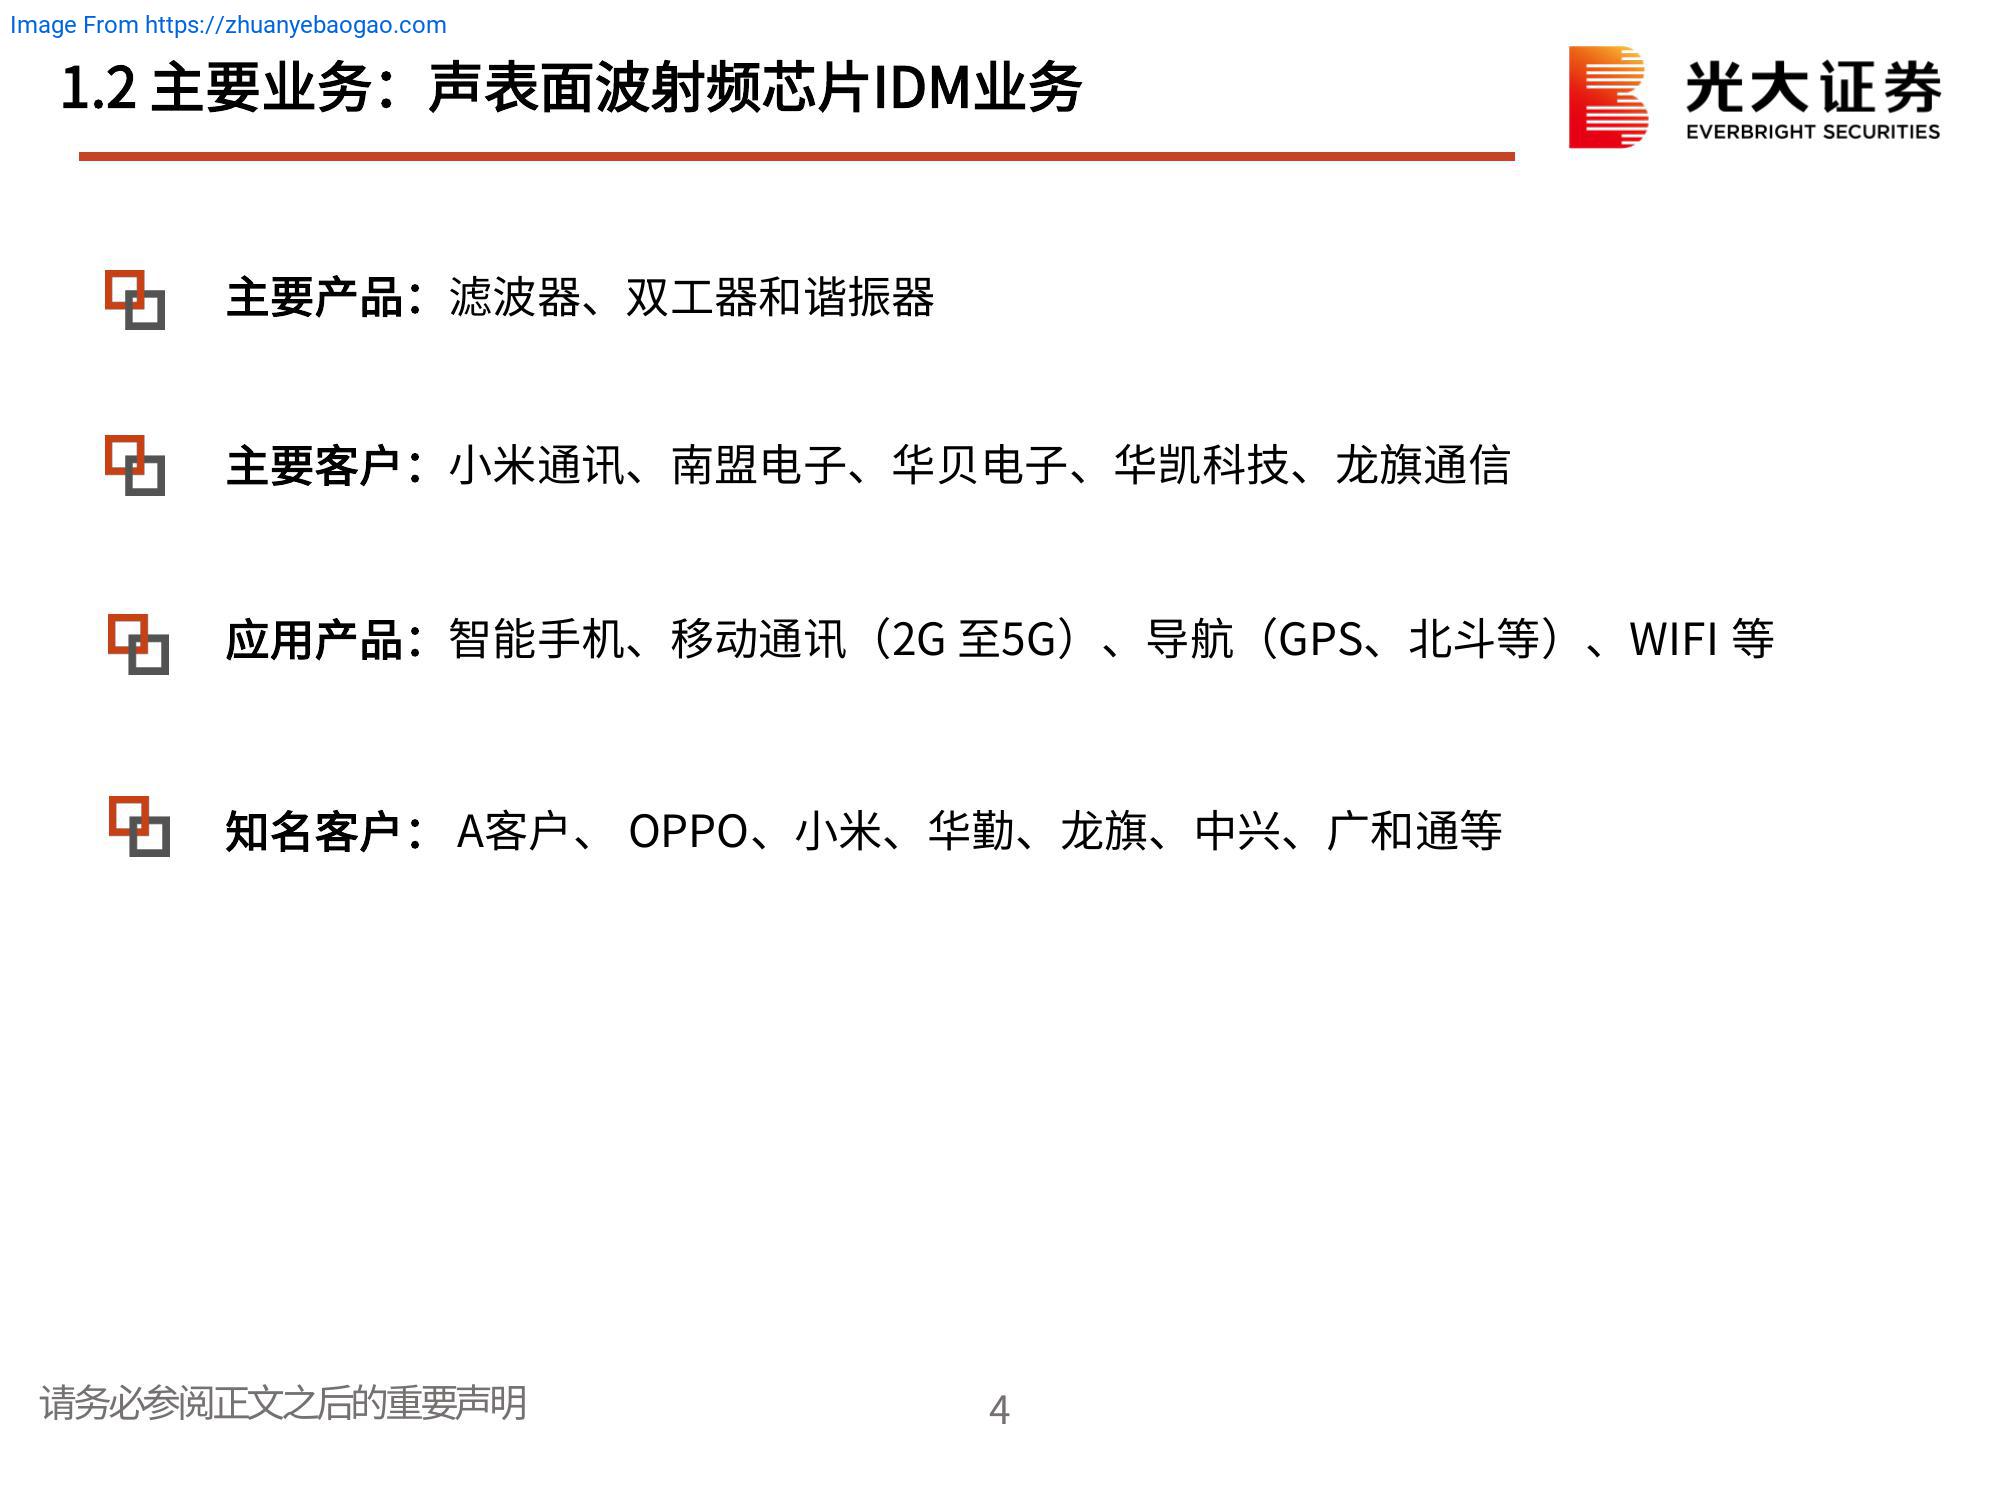 Image From https://zhuanyebaogao.com
1.2 主要业务：声表面波射频芯片IDM业务
光大证券
EVERBRIGHT SECURITIES
主要产品：滤波器、双工器和谐振器
主要客户：小米通讯、南盟电子、华贝电子、华凯科技、龙旗通信
应用产品：智能手机、移动通讯（2G 至5G）、导航（GPS、北斗等）、WIFI 等
知名客户： A客户、 OPPO、小米、华勤、龙旗、中兴、广和通等
请务必参阅正文之后的重要声明
4